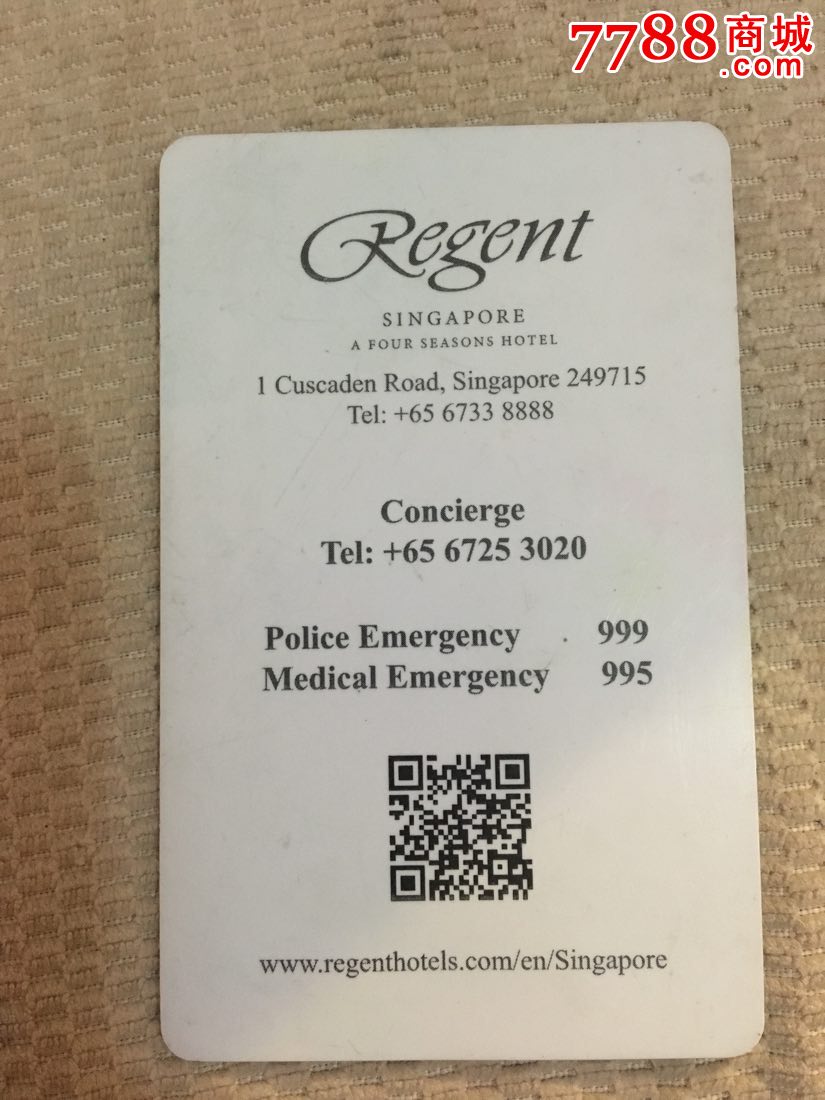 7788商城
.com
Regent
SINGAPORE
A FOUR SEASONS HOTEL
1 Cuscaden Road, Singapore 249715
Tel: +65 6733 8888
Concierge
Tel: +65 6725 3020
Police Emergency 999
Medical Emergency 995
www.regenthotels.com/en/Singapore